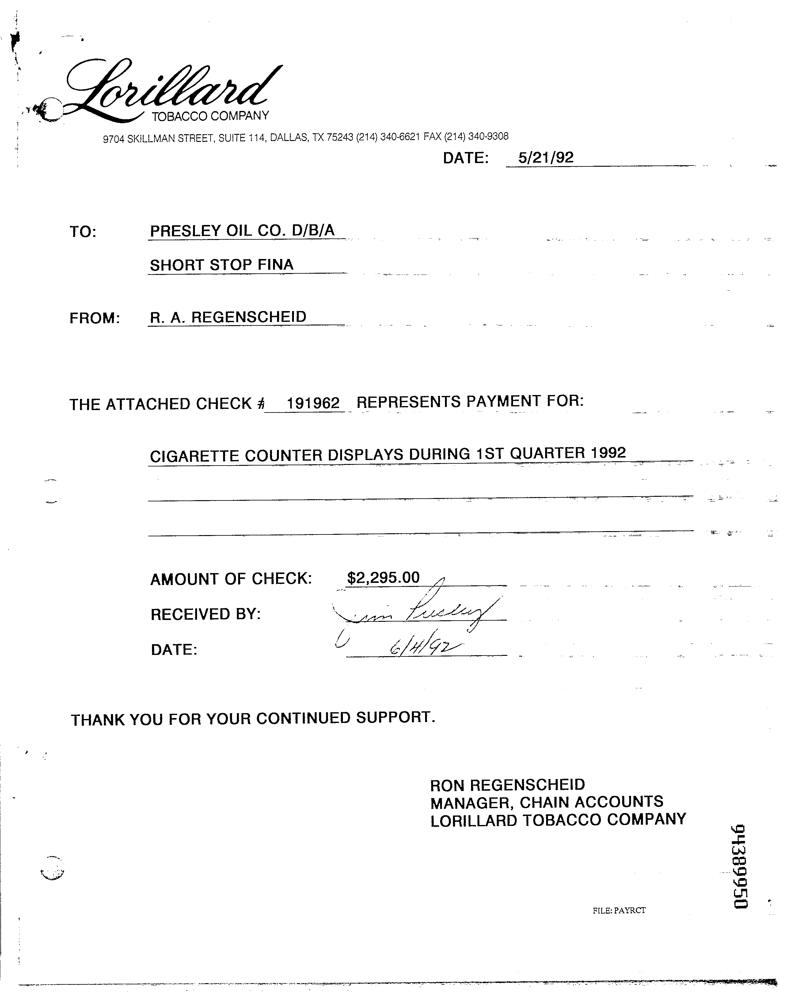 Lorillard
TOBACCO COMPANY
9704 SKILLMAN STREET, SUITE 114, DALLAS, TX 75243 (214) 340-6621 FAX (214) 340-9308
DATE: 5/21/92
TO: PRESLEY OIL CO. D/B/A
SHORT STOP FINA
FROM: R. A. REGENSCHEID
THE ATTACHED CHECK # 191962 REPRESENTS PAYMENT FOR:
CIGARETTE COUNTER DISPLAYS DURING 1ST QUARTER 1992
AMOUNT OF CHECK: $2,295.00
RECEIVED BY: Jim Presley
DATE: 6/4/92
THANK YOU FOR YOUR CONTINUED SUPPORT.
RON REGENSCHEID
MANAGER, CHAIN ACCOUNTS
LORILLARD TOBACCO COMPANY
94389950
FILE: PAYRCT